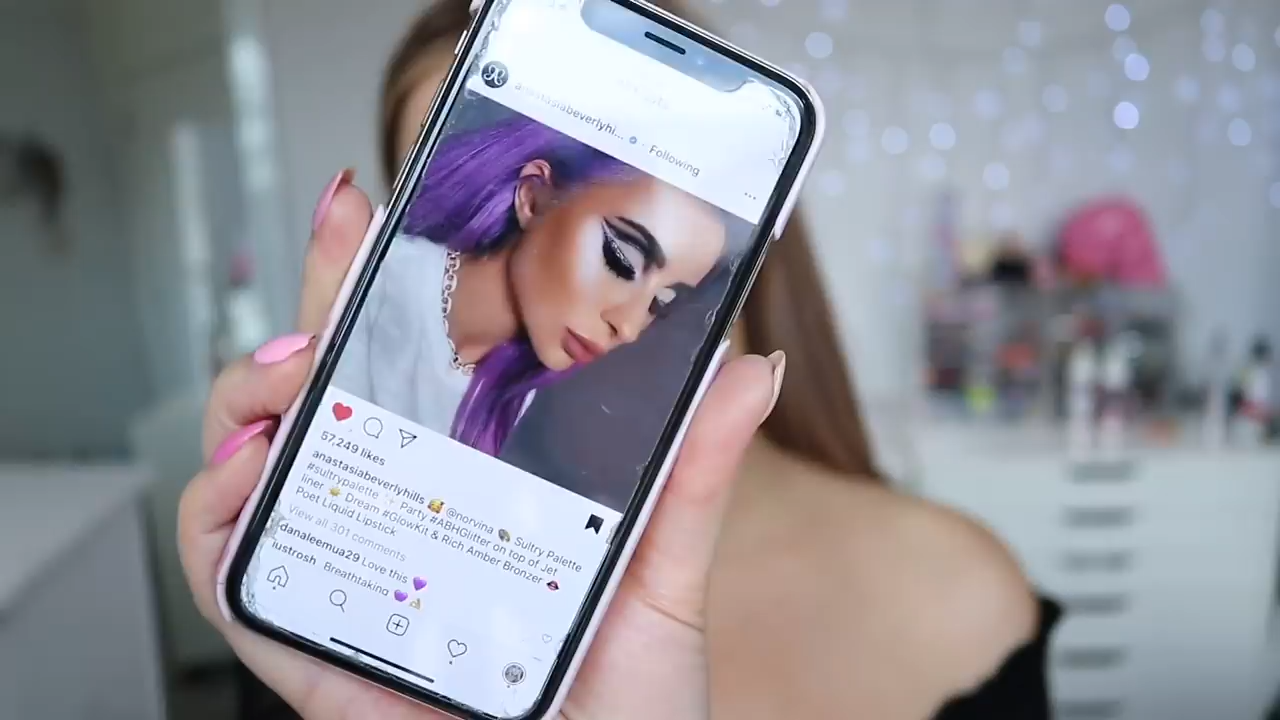 anastasiabeverlyhi... · Following
57,249 likes
anastasiabeverlyhills 🥰 @norvina 🎨 Sultry Palette
#sultrypalette ✨ Party #ABHGlitter on top of Jet
liner 🌟 Dream #GlowKit & Rich Amber Bronzer 💋
Poet Liquid Lipstick
View all 301 comments
danaleemua29 Love this 💜
lustrosh Breathtaking 💜